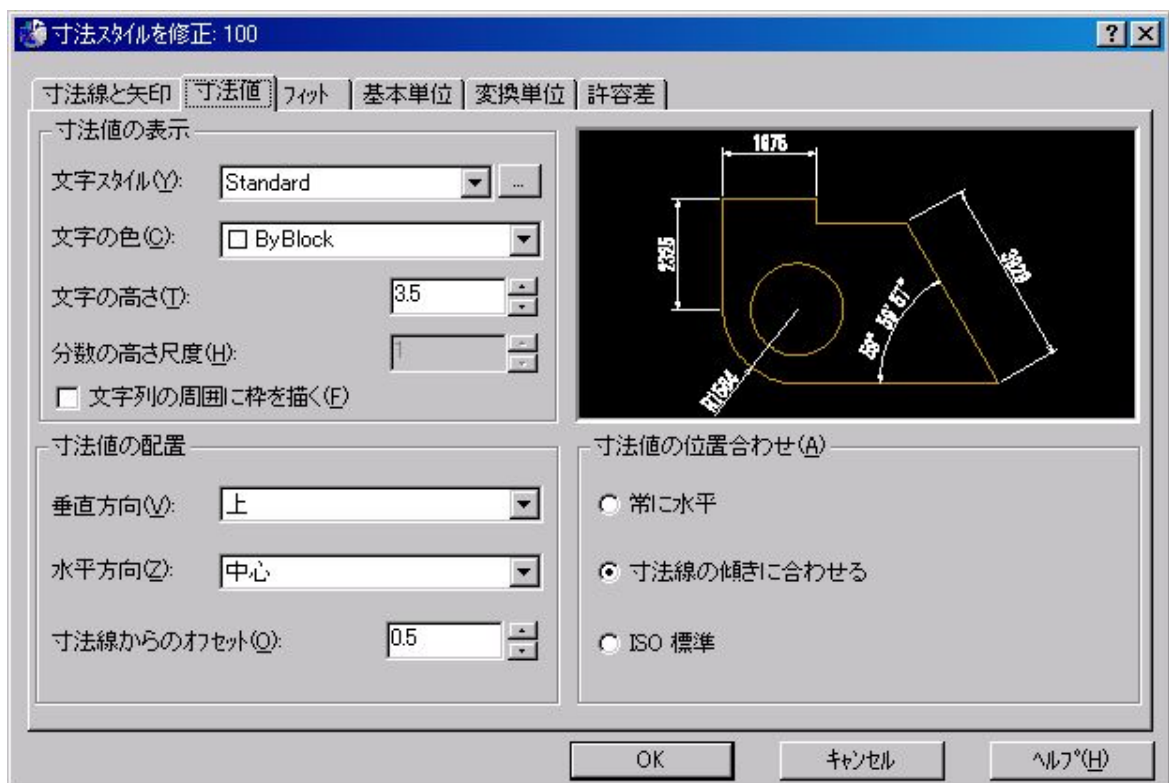 寸法スタイルを修正: 100
寸法線と矢印 寸法値 フィット 基本単位 変換単位 許容差
寸法値の表示
文字スタイル(Y): Standard ...
文字の色(C): ByBlock
文字の高さ(T): 3.5
分数の高さ尺度(H): 1
文字列の周囲に枠を描く(F)
1675
2325
3928
R1584
寸法値の配置
垂直方向(V): 上
水平方向(Z): 中心
寸法線からのオフセット(O): 0.5
寸法値の位置合わせ(A)
常に水平
寸法線の傾きに合わせる
ISO 標準
OK キャンセル ヘルプ(H)